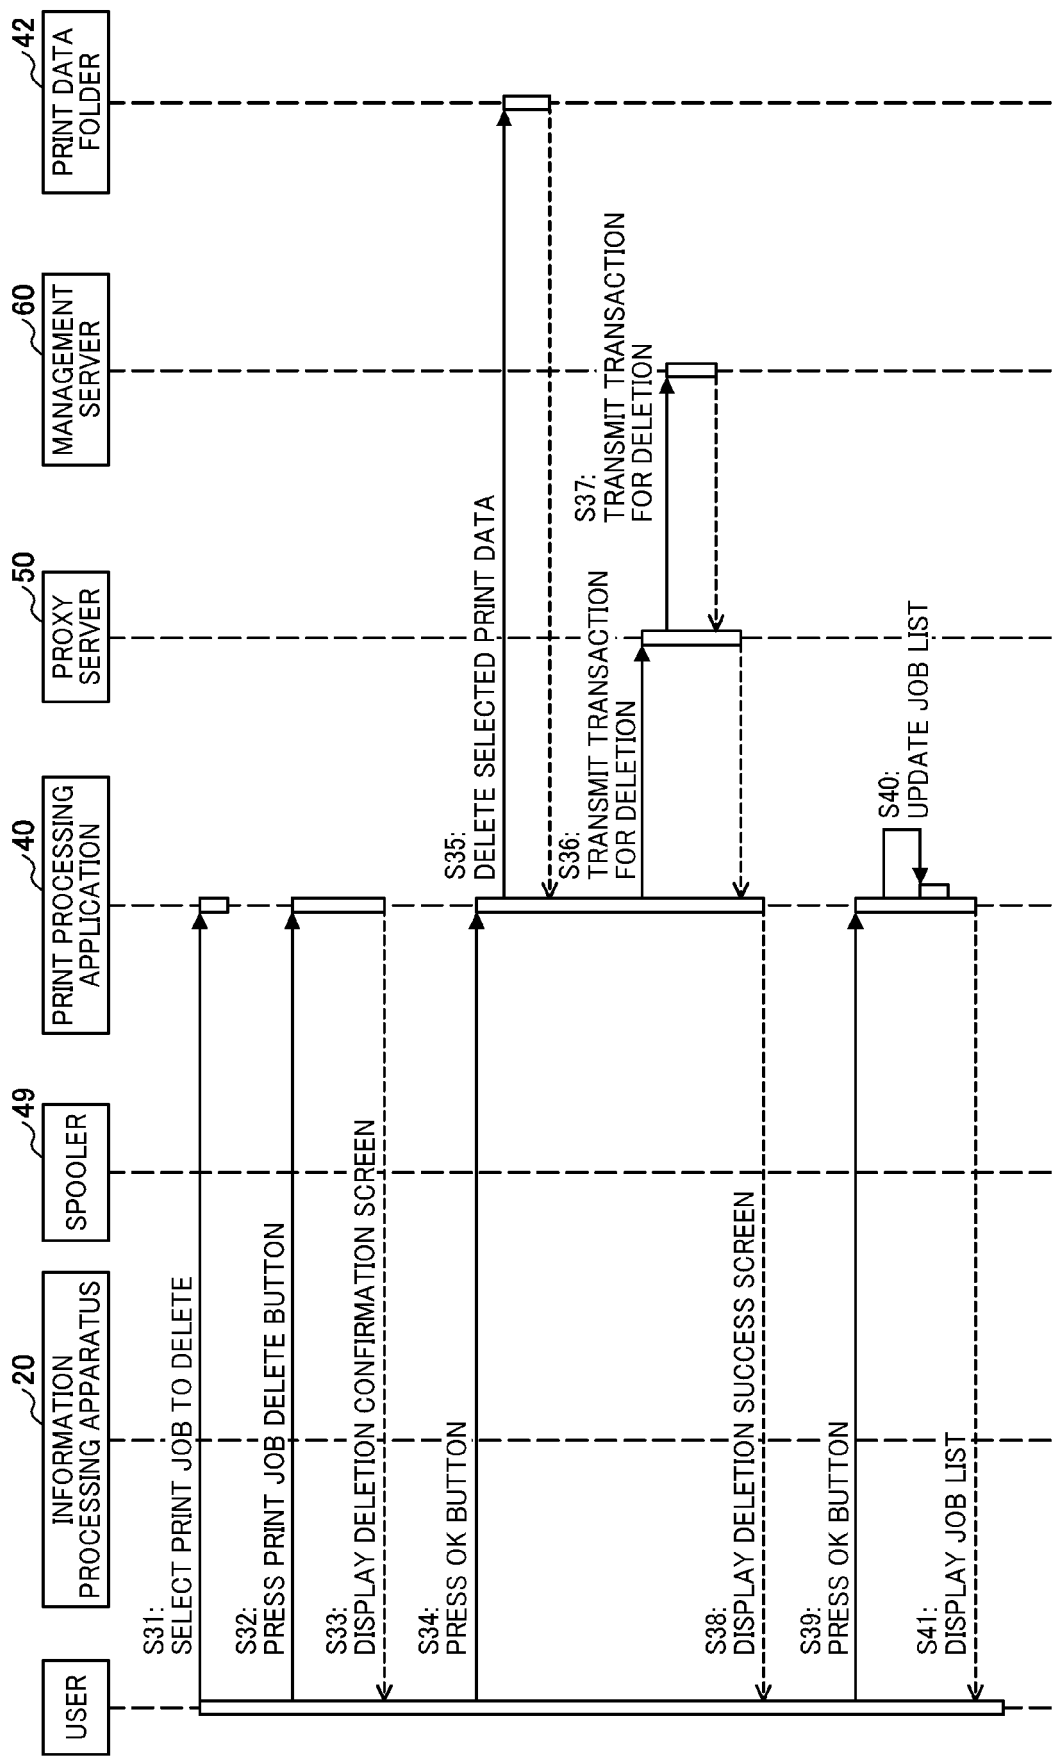 USER
20
INFORMATION
PROCESSING APPARATUS
49
SPOOLER
40
PRINT PROCESSING
APPLICATION
50
PROXY
SERVER
60
MANAGEMENT
SERVER
42
PRINT DATA
FOLDER
S31:
SELECT PRINT JOB TO DELETE
S32:
PRESS PRINT JOB DELETE BUTTON
S33:
DISPLAY DELETION CONFIRMATION SCREEN
S34:
PRESS OK BUTTON
S35:
DELETE SELECTED PRINT DATA
S36:
TRANSMIT TRANSACTION
FOR DELETION
S37:
TRANSMIT TRANSACTION
FOR DELETION
S38:
DISPLAY DELETION SUCCESS SCREEN
S39:
PRESS OK BUTTON
S40:
UPDATE JOB LIST
S41:
DISPLAY JOB LIST